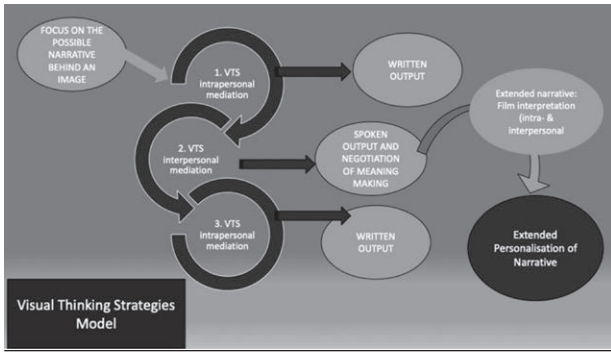 FOCUS ON THE
POSSIBLE
NARRATIVE
BEHIND AN
IMAGE
1. VTS
intrapersonal
mediation
WRITTEN
OUTPUT
Extended narrative:
Film interpretation
(intra- &
interpersonal
2. VTS
interpersonal
mediation
SPOKEN
OUTPUT AND
NEGOTIATION
OF MEANING
MAKING
3. VTS
intrapersonal
mediation
WRITTEN
OUTPUT
Extended
Personalisation of
Narrative
Visual Thinking Strategies
Model